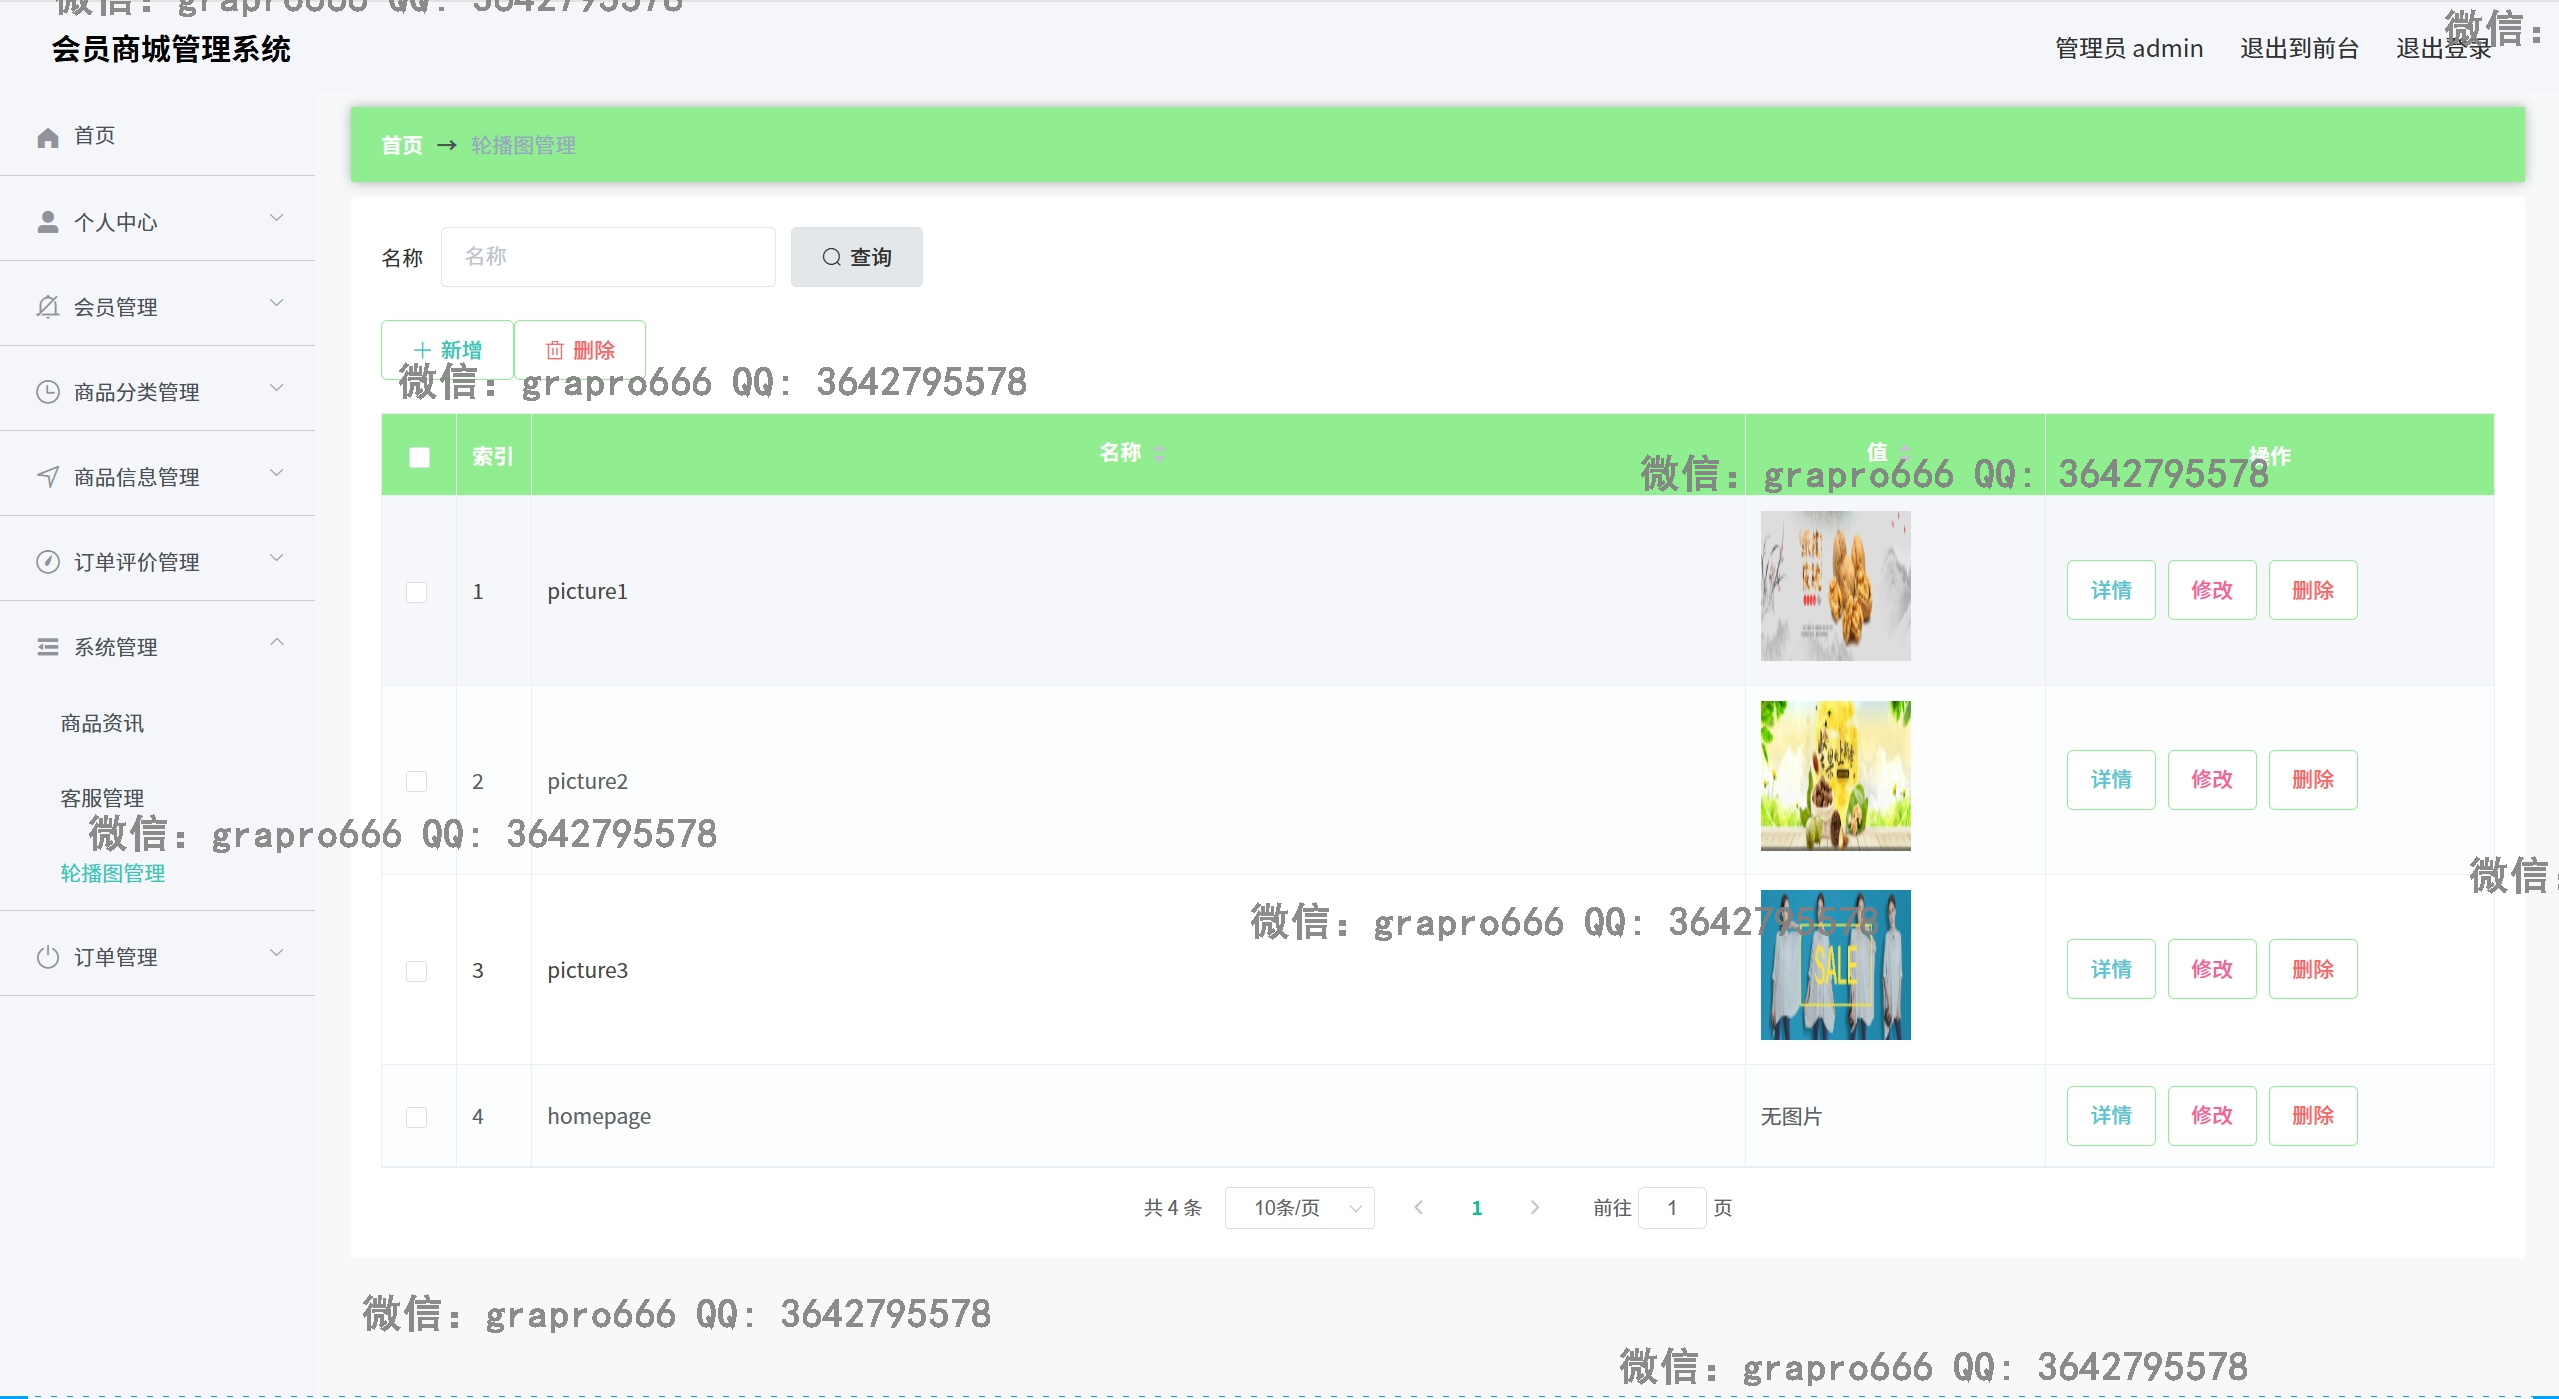 微信: grapro666 QQ: 3642795578
微信:
会员商城管理系统
管理员 admin 退出到前台 退出登录
首页
个人中心
会员管理
商品分类管理
商品信息管理
订单评价管理
系统管理
商品资讯
客服管理
轮播图管理
订单管理
首页 → 轮播图管理
名称 名称 查询
新增 删除
微信: grapro666 QQ: 3642795578
索引 名称 值 操作
微信: grapro666 QQ: 3642795578
1 picture1 详情 修改 删除
2 picture2 详情 修改 删除
微信: grapro666 QQ: 3642795578
微信:
微信: grapro666 QQ: 3642795578
SALE
3 picture3 详情 修改 删除
4 homepage 无图片 详情 修改 删除
共 4 条 10条/页 1 前往 1 页
微信: grapro666 QQ: 3642795578
微信: grapro666 QQ: 3642795578